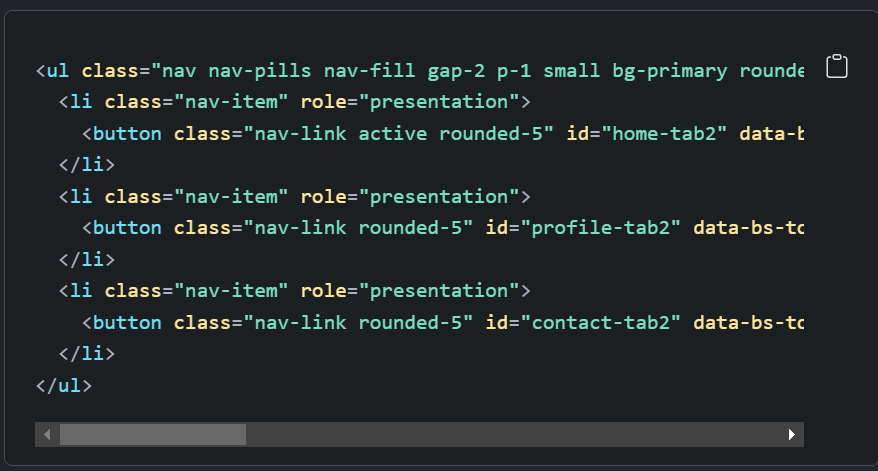 <ul class="nav nav-pills nav-fill gap-2 p-1 small bg-primary rounde
<li class="nav-item" role="presentation">
<button class="nav-link active rounded-5" id="home-tab2" data-b
</li>
<li class="nav-item" role="presentation">
<button class="nav-link rounded-5" id="profile-tab2" data-bs-to
</li>
<li class="nav-item" role="presentation">
<button class="nav-link rounded-5" id="contact-tab2" data-bs-to
</li>
</ul>